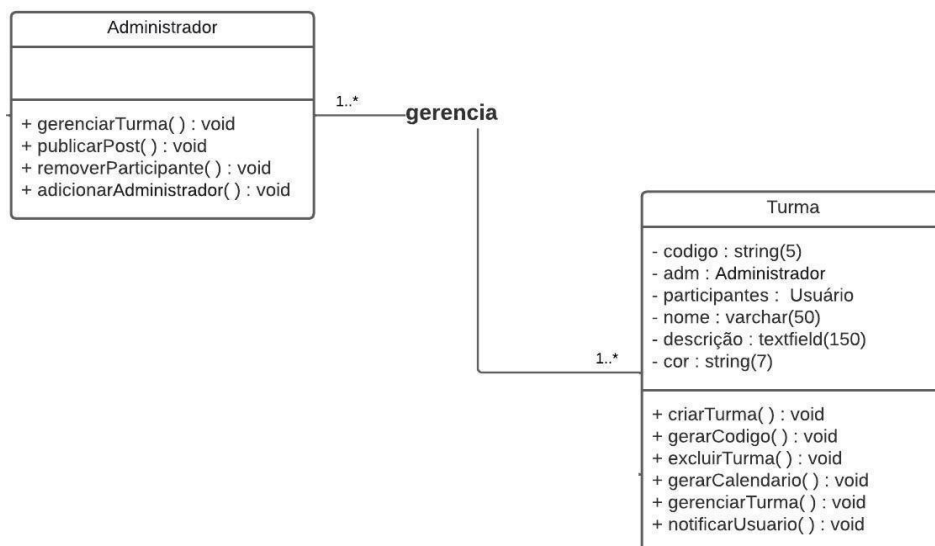 Administrador
+ gerenciarTurma( ) : void
+ publicarPost( ) : void
+ removerParticipante( ) : void
+ adicionarAdministrador( ) : void
1..*
gerencia
1..*
Turma
- codigo : string(5)
- adm : Administrador
- participantes : Usuário
- nome : varchar(50)
- descrição : textfield(150)
- cor : string(7)
+ criarTurma( ) : void
+ gerarCodigo( ) : void
+ excluirTurma( ) : void
+ gerarCalendario( ) : void
+ gerenciarTurma( ) : void
+ notificarUsuario( ) : void